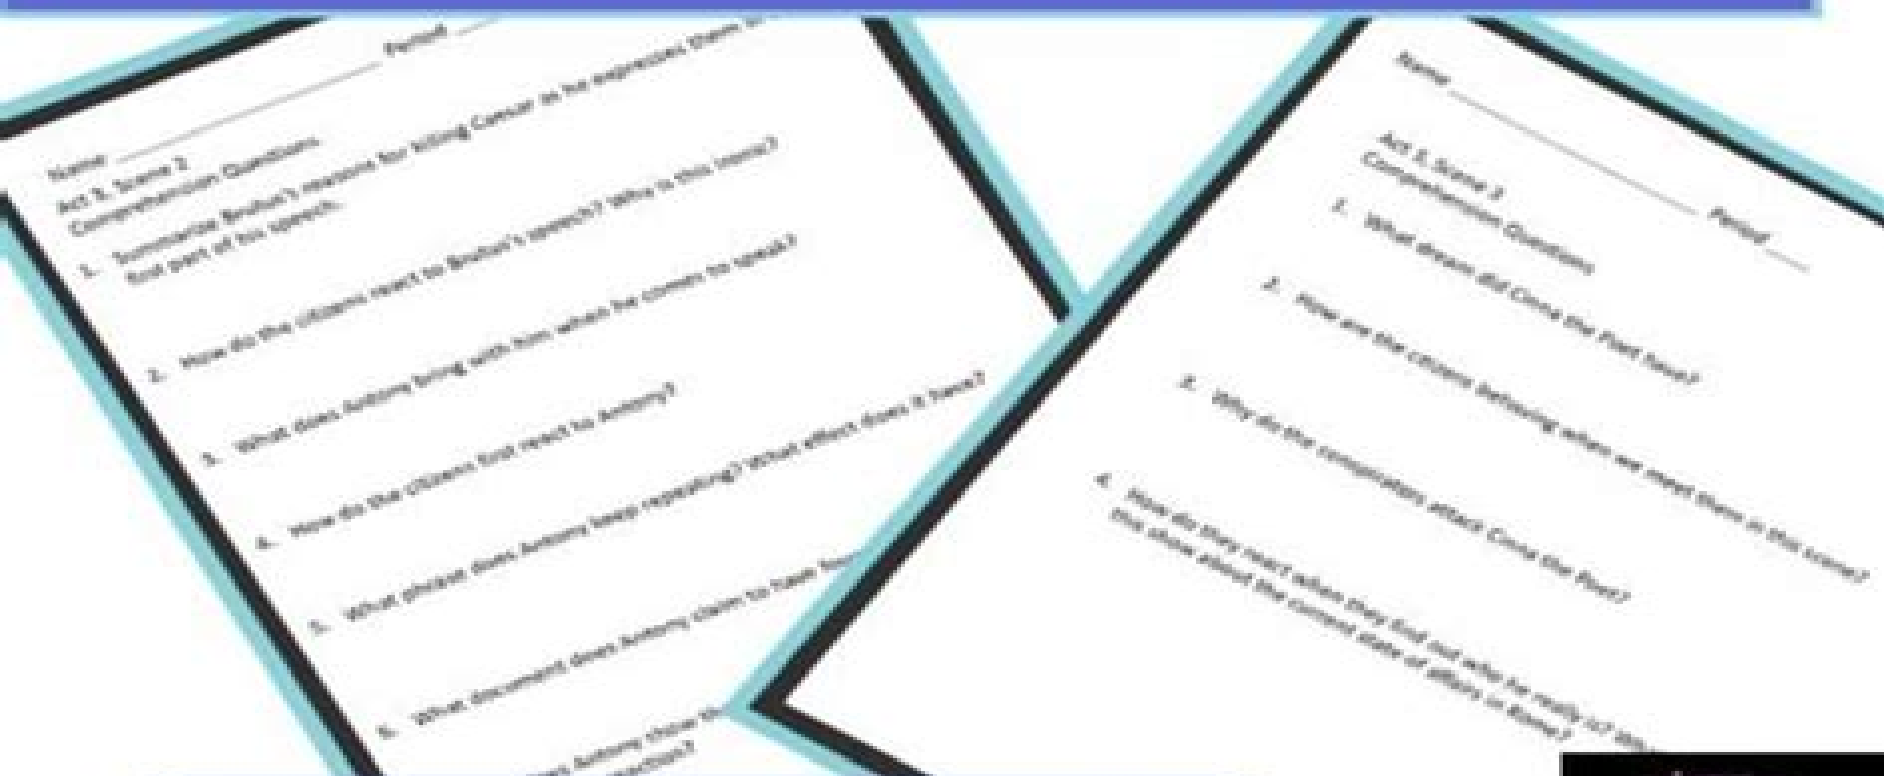 Name Period
Act 3, Scene 2
Comprehension Questions
1. Summarize Brutus's reasons for killing Caesar as he expresses them in
first part of his speech.
2. How do the citizens react to Brutus's speech? Why is this ironic?
3. What does Antony bring with him when he comes to speak?
4. How do the citizens first react to Antony?
5. What phrase does Antony keep repeating? What effect does it have?
6. What document does Antony claim to have
Antony show
Name Period
Act 3, Scene 3
Comprehension Questions
1. What dream did Cinna the Poet have?
2. How are the citizens behaving when we meet them in this scene?
3. Why do the conspirators attack Cinna the Poet?
4. How do they react when they find out who he really is?
this show about the current state of affairs in Rome?